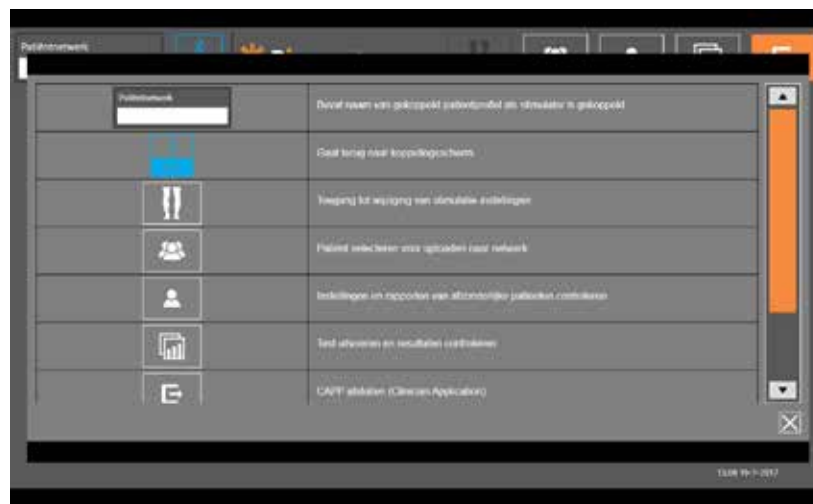 Patiëntnetwerk
Patiëntnetwerk
Bevat naam van gekoppeld patiëntprofiel als stimulator is gekoppeld
Gaat terug naar koppelingsscherm
Toegang tot wijziging van stimulatie-instellingen
Patiënt selecteren voor uploaden naar netwerk
Instellingen en rapporten van afzonderlijke patiënten controleren
Test uitvoeren en resultaten controleren
CAPP afsluiten (Clinician Application)